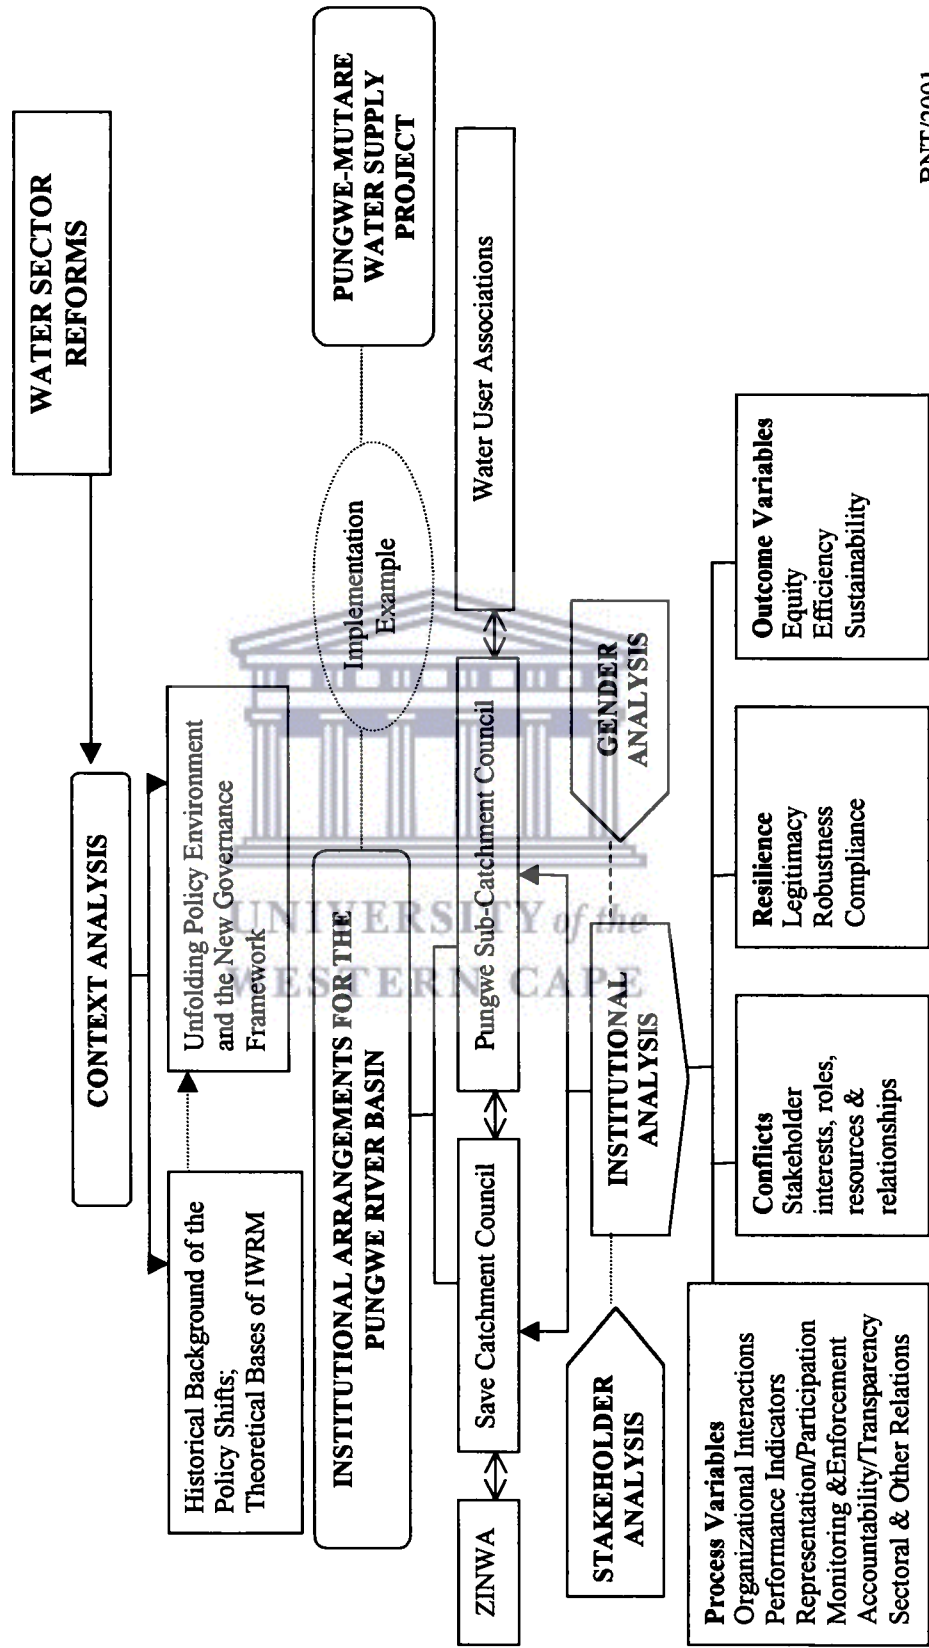 WATER SECTOR
REFORMS
CONTEXT ANALYSIS
Historical Background of the
Policy Shifts;
Theoretical Bases of IWRM
Unfolding Policy Environment
and the New Governance
Framework
INSTITUTIONAL ARRANGEMENTS FOR THE
PUNGWE RIVER BASIN
Implementation
Example
PUNGWE-MUTARE
WATER SUPPLY
PROJECT
ZINWA
Save Catchment Council
Pungwe Sub-Catchment Council
Water User Associations
STAKEHOLDER
ANALYSIS
INSTITUTIONAL
ANALYSIS
GENDER
ANALYSIS
Process Variables
Organizational Interactions
Performance Indicators
Representation/Participation
Monitoring &Enforcement
Accountability/Transparency
Sectoral & Other Relations
Conflicts
Stakeholder
interests, roles,
resources &
relationships
Resilience
Legitimacy
Robustness
Compliance
Outcome Variables
Equity
Efficiency
Sustainability
UNIVERSITY of the
WESTERN CAPE